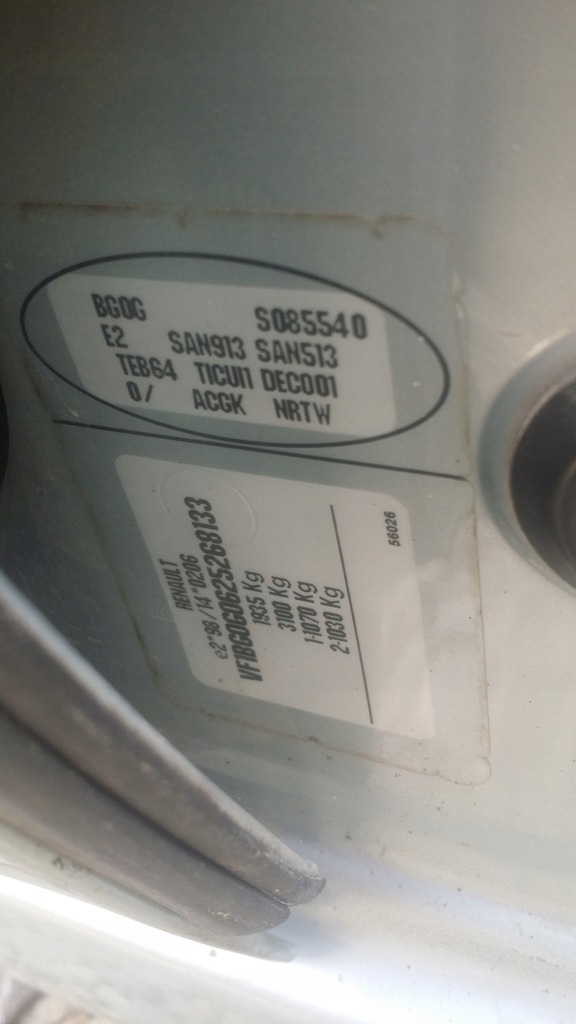 BG0G S085540
E2 SAN913 SAN513
TEB64 TICUI1 DEC001
0/ ACGK NRTW
RENAULT
e2*98/14*0206
VF1BG0G0625268133
1935 Kg
3100 Kg
1-1070 Kg
2-1030 Kg
56026